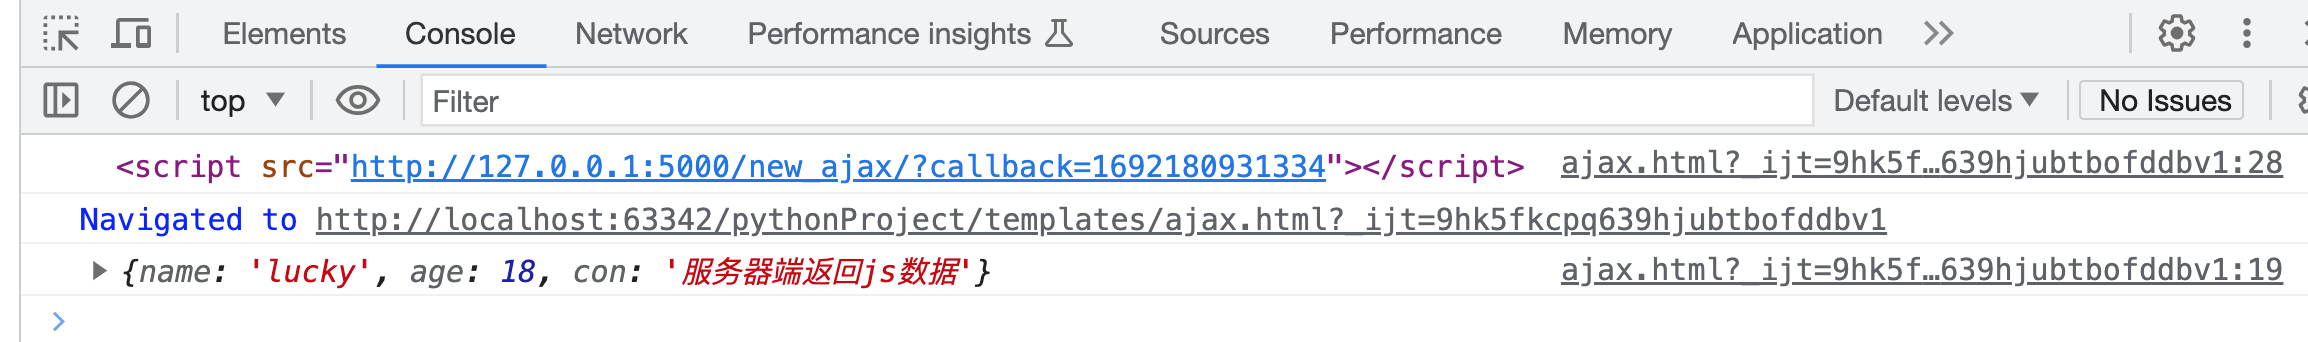 Elements Console Network Performance insights Sources Performance Memory Application
top Filter Default levels No Issues
<script src="http://127.0.0.1:5000/new_ajax/?callback=1692180931334"></script> ajax.html?_ijt=9hk5f…639hjubtbofddbv1:28
Navigated to http://localhost:63342/pythonProject/templates/ajax.html?_ijt=9hk5fkcpq639hjubtbofddbv1
{name: 'lucky', age: 18, con: '服务器端返回js数据'} ajax.html?_ijt=9hk5f…639hjubtbofddbv1:19